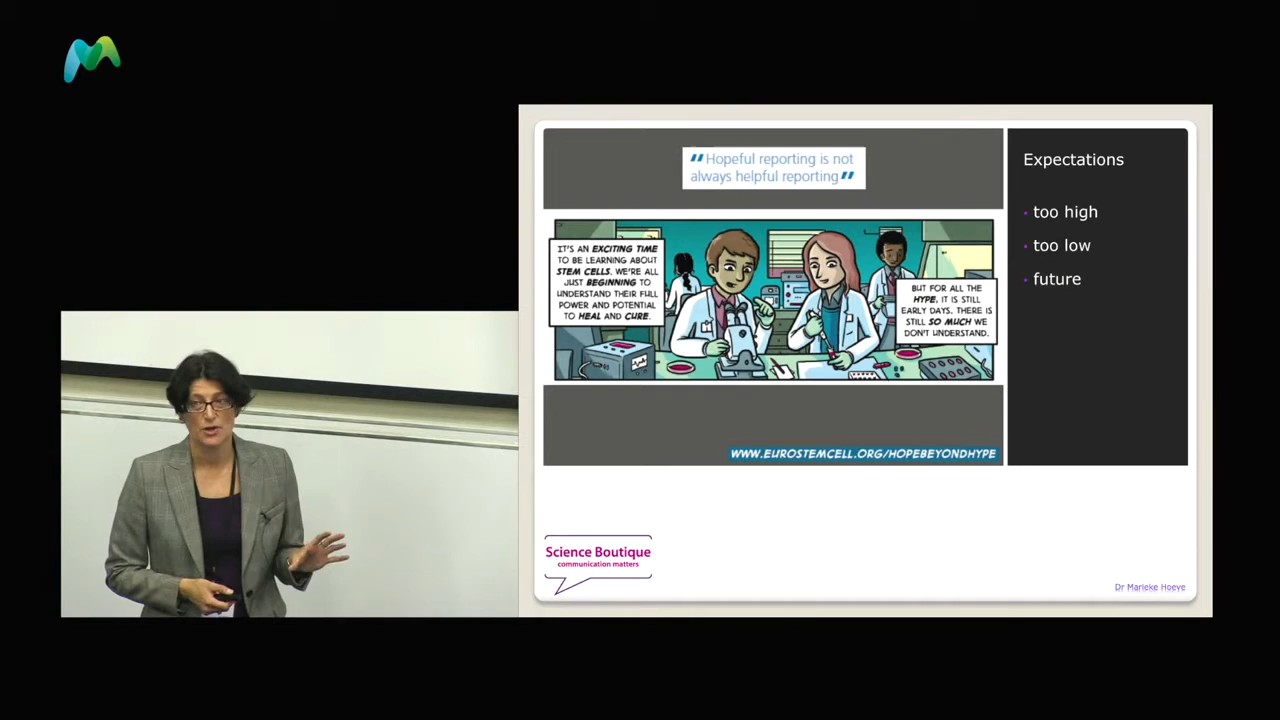 "Hopeful reporting is not
always helpful reporting"
IT'S AN EXCITING TIME
TO BE LEARNING ABOUT
STEM CELLS. WE'RE ALL
JUST BEGINNING TO
UNDERSTAND THEIR FULL
POWER AND POTENTIAL
TO HEAL AND CURE.
BUT FOR ALL THE
HYPE, IT IS STILL
EARLY DAYS. THERE IS
STILL SO MUCH WE
DON'T UNDERSTAND.
WWW.EUROSTEMCELL.ORG/HOPEBEYONDHYPE
Expectations
• too high
• too low
• future
Science Boutique
communication matters
Dr Marieke Hoeve